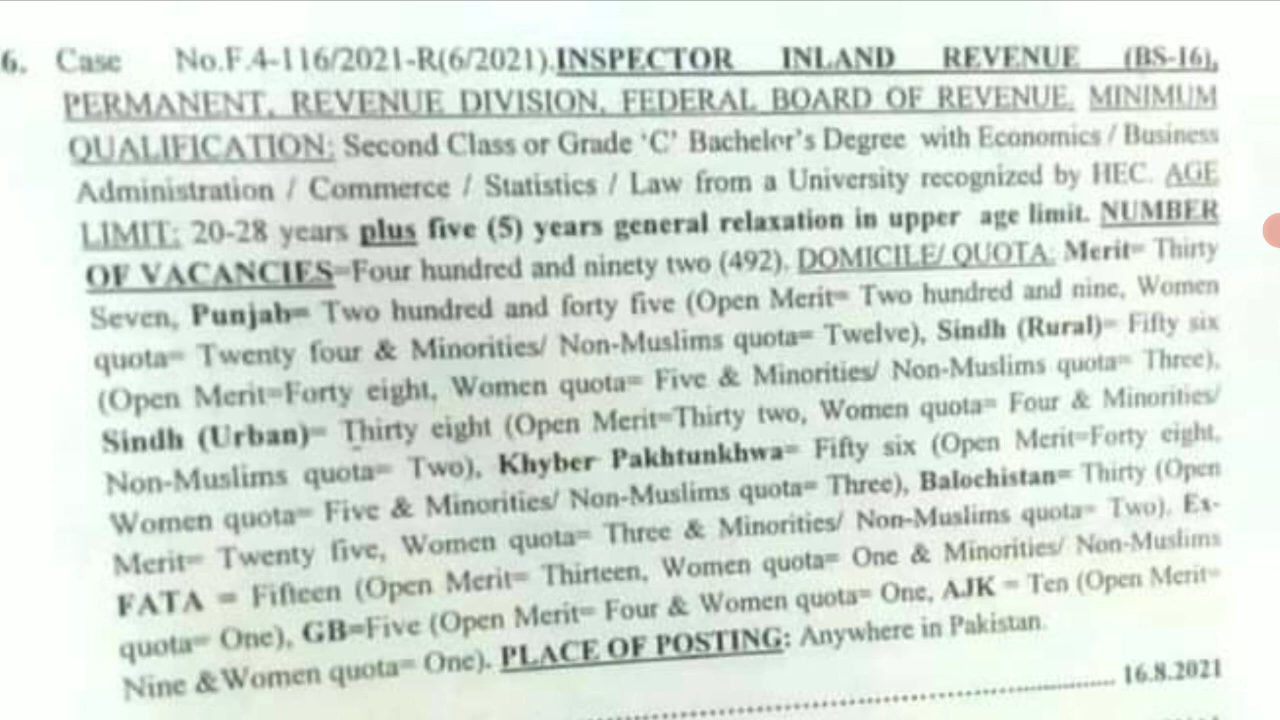 6. Case No.F.4-116/2021-R(6/2021).INSPECTOR INLAND REVENUE (BS-16),
PERMANENT, REVENUE DIVISION, FEDERAL BOARD OF REVENUE. MINIMUM
QUALIFICATION: Second Class or Grade 'C' Bachelor's Degree with Economics / Business
Administration / Commerce / Statistics / Law from a University recognized by HEC. AGE
LIMIT: 20-28 years plus five (5) years general relaxation in upper age limit. NUMBER
OF VACANCIES=Four hundred and ninety two (492). DOMICILE/ QUOTA: Merit= Thirty
Seven, Punjab= Two hundred and forty five (Open Merit= Two hundred and nine, Women
quota= Twenty four & Minorities/ Non-Muslims quota= Twelve), Sindh (Rural)= Fifty six
(Open Merit=Forty eight, Women quota= Five & Minorities/ Non-Muslims quota= Three),
Sindh (Urban)= Thirty eight (Open Merit=Thirty two, Women quota= Four & Minorities/
Non-Muslims quota= Two), Khyber Pakhtunkhwa= Fifty six (Open Merit=Forty eight,
Women quota= Five & Minorities/ Non-Muslims quota= Three), Balochistan= Thirty (Open
Merit= Twenty five, Women quota= Three & Minorities/ Non-Muslims quota= Two), Ex-
FATA = Fifteen (Open Merit= Thirteen, Women quota= One & Minorities/ Non-Muslims
quota= One), GB=Five (Open Merit= Four & Women quota= One, AJK = Ten (Open Merit=
Nine & Women quota= One). PLACE OF POSTING: Anywhere in Pakistan.
16.8.2021